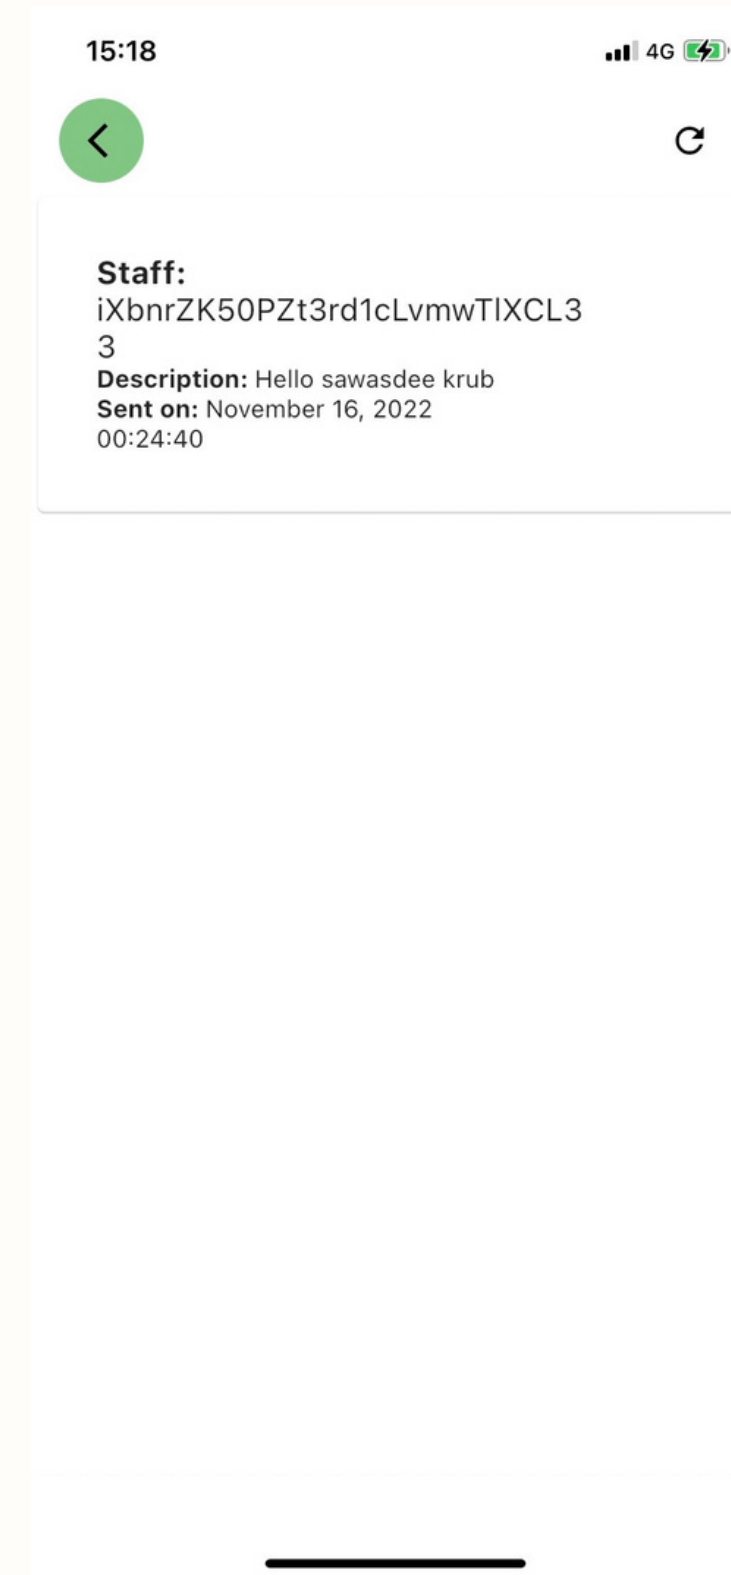 15:18
4G
Staff:
iXbnrZK50PZt3rd1cLvmwTlXCL3
3
Description: Hello sawasdee krub
Sent on: November 16, 2022
00:24:40